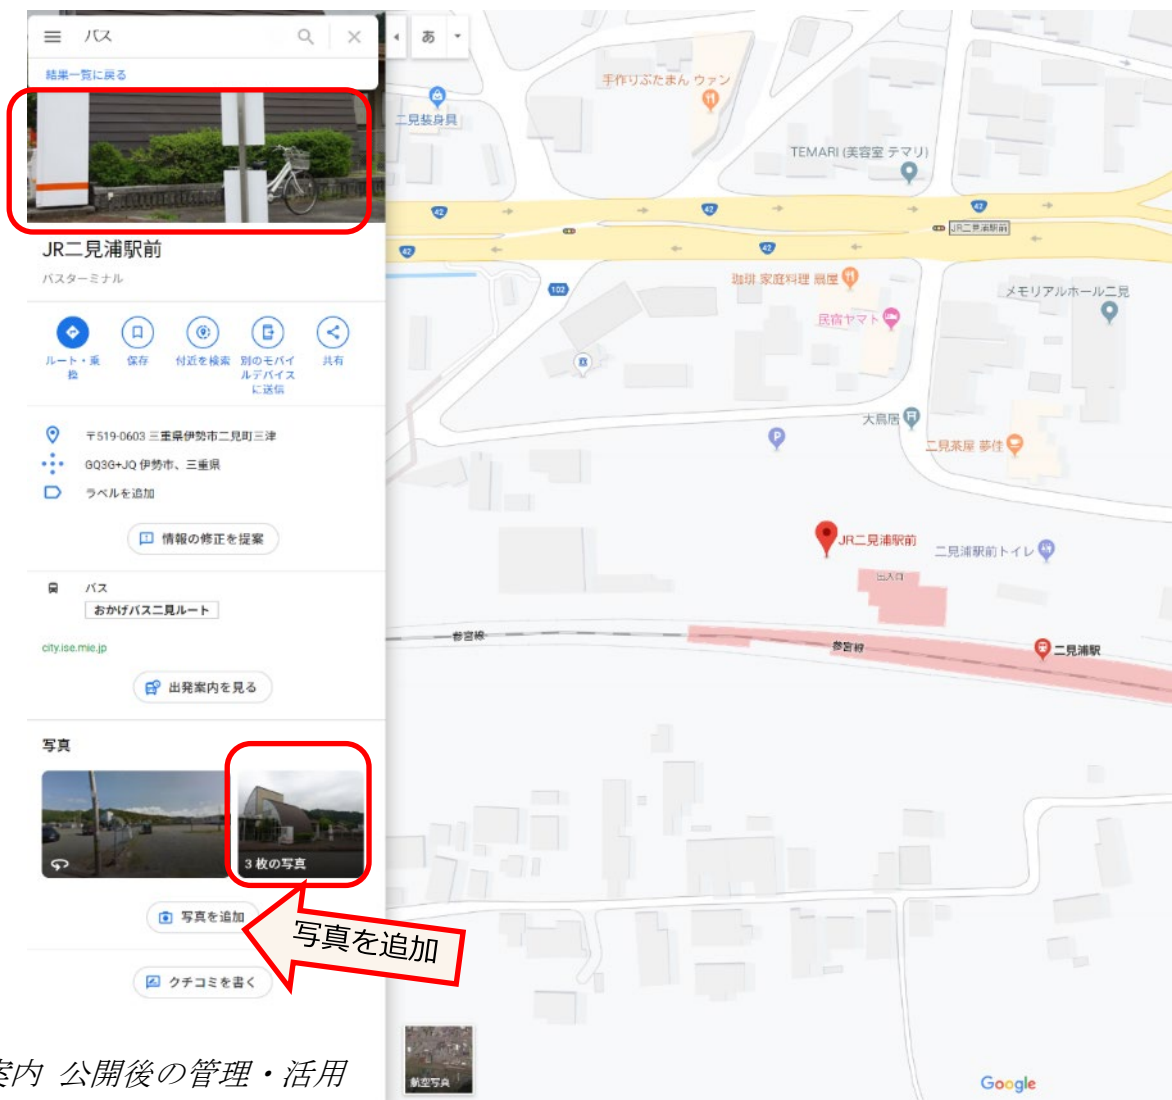 バス
結果一覧に戻る
JR二見浦駅前
バスターミナル
ルート・乗
換
保存
付近を検索
別のモバイ
ルデバイス
に送信
共有
〒519-0603 三重県伊勢市二見町三津
GQ3G+JQ 伊勢市、三重県
ラベルを追加
情報の修正を提案
バス
おかげバス二見ルート
city.ise.mie.jp
出発案内を見る
写真
3 枚の写真
写真を追加
写真を追加
クチコミを書く
案内 公開後の管理・活用
あ
手作りぶたまん ウァン
二見装身具
TEMARI (美容室 テマリ)
42
42
42
JR二見浦駅前
42
42
珈琲 家庭料理 扇屋
102
メモリアルホール二見
民宿ヤマト
大鳥居
P
二見茶屋 夢佳
JR二見浦駅前
二見浦駅前トイレ
出入口
参宮線
参宮線
二見浦駅
航空写真
Google